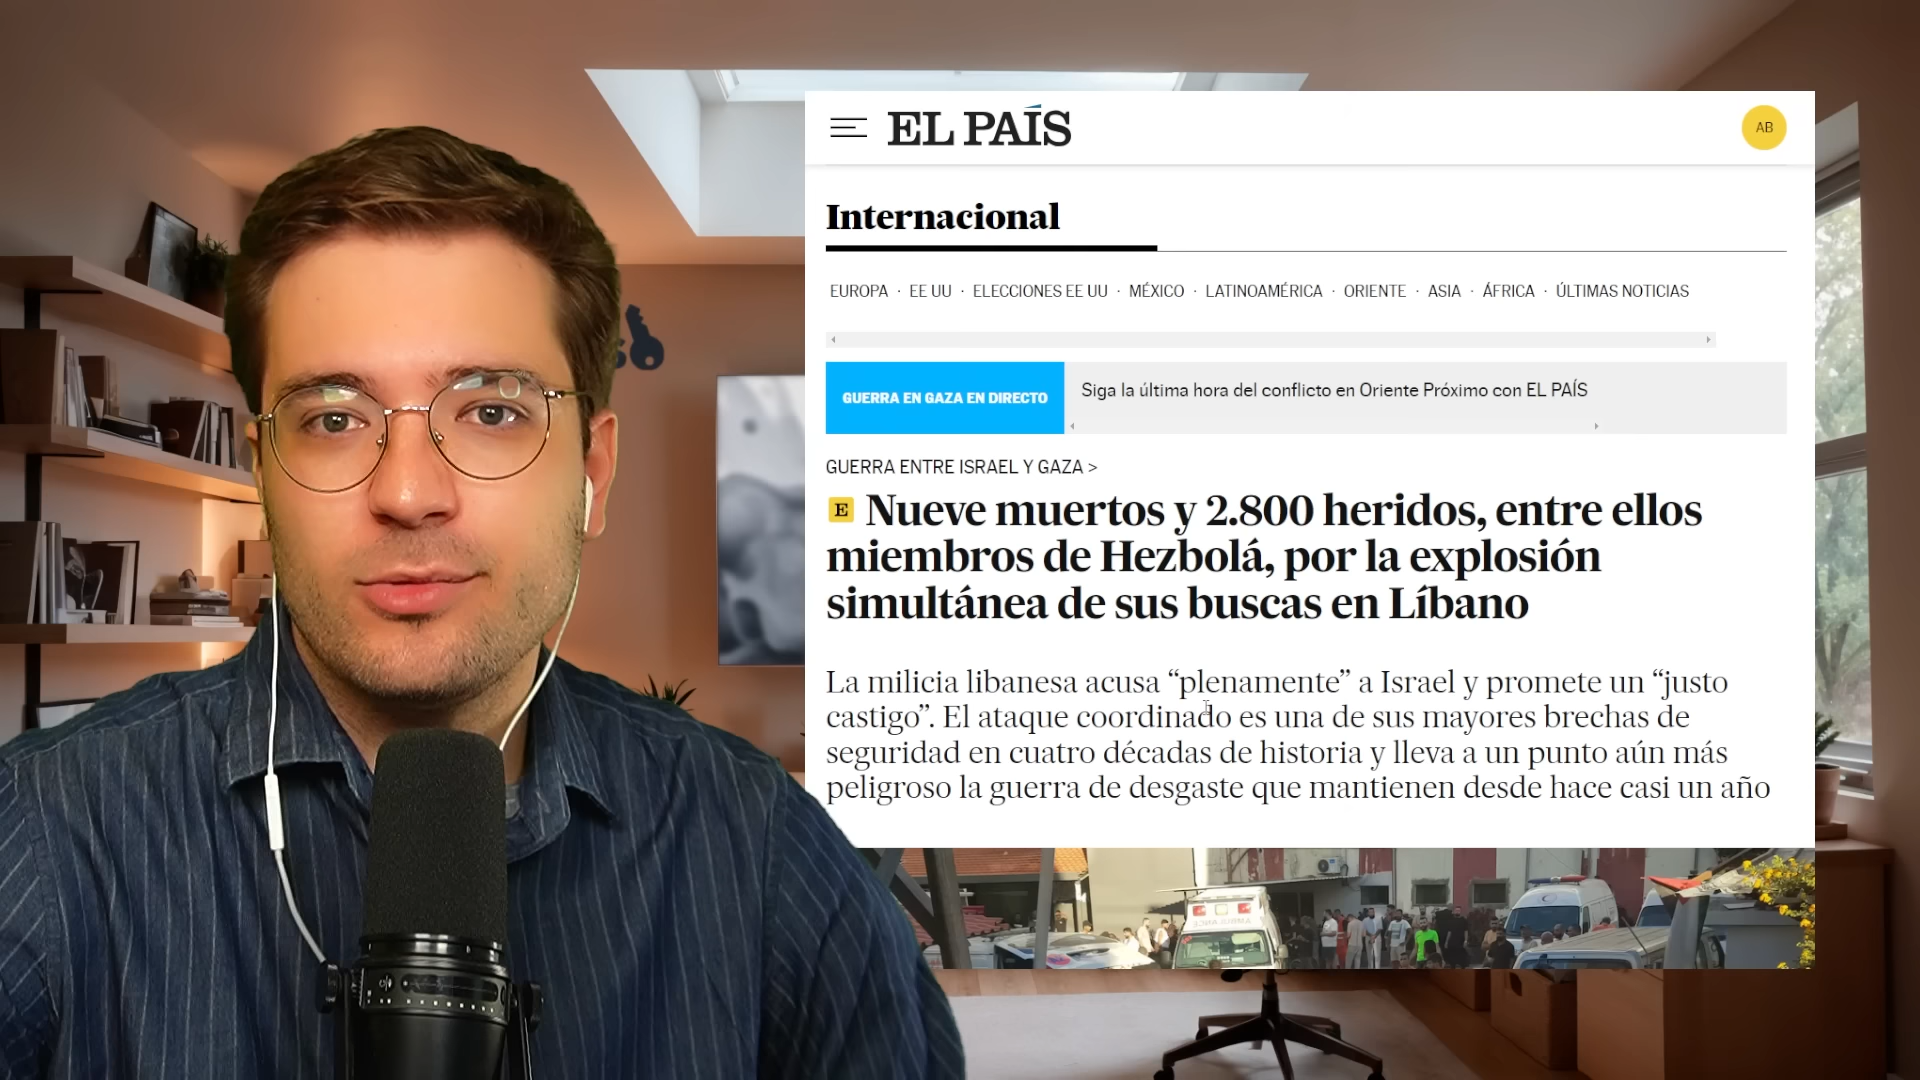 EL PAÍS
AB
Internacional
EUROPA · EE UU · ELECCIONES EE UU · MÉXICO · LATINOAMÉRICA · ORIENTE · ASIA · ÁFRICA · ÚLTIMAS NOTICIAS
GUERRA EN GAZA EN DIRECTO
Siga la última hora del conflicto en Oriente Próximo con EL PAÍS
GUERRA ENTRE ISRAEL Y GAZA >
E Nueve muertos y 2.800 heridos, entre ellos
miembros de Hezbolá, por la explosión
simultánea de sus buscas en Líbano
La milicia libanesa acusa “plenamente” a Israel y promete un “justo
castigo”. El ataque coordinado es una de sus mayores brechas de
seguridad en cuatro décadas de historia y lleva a un punto aún más
peligroso la guerra de desgaste que mantienen desde hace casi un año